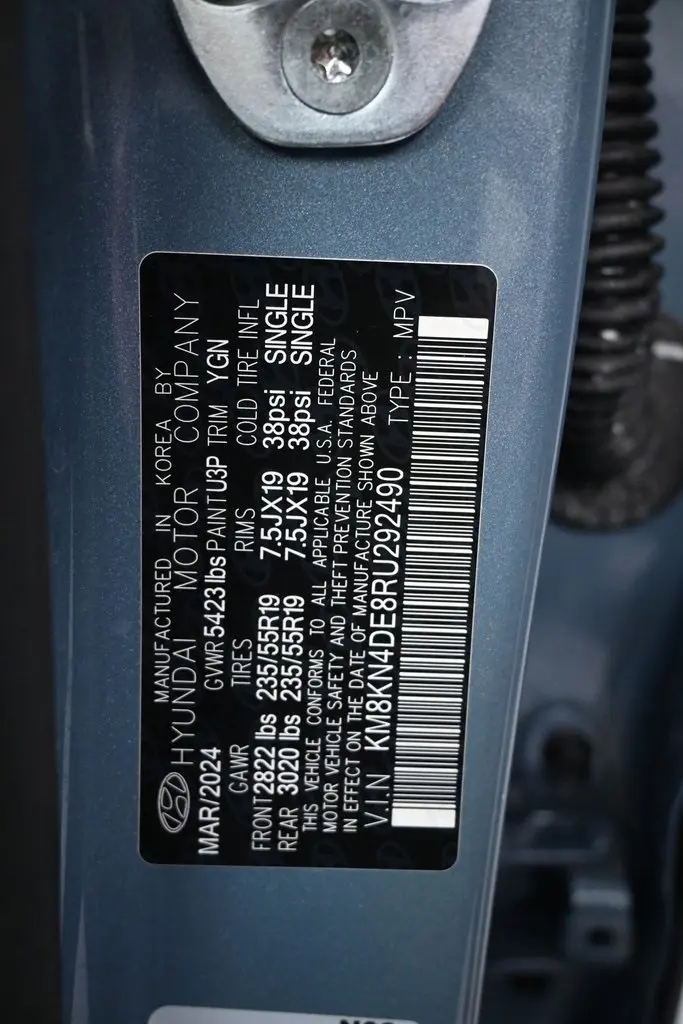 MANUFACTURED IN KOREA BY
HYUNDAI MOTOR COMPANY
MAR/2024 GVWR 5423 lbs PAINT U3P TRIM YGN
GAWR TIRES RIMS COLD TIRE INFL
FRONT 2822 lbs 235/55R19 7.5JX19 38psi SINGLE
REAR 3020 lbs 235/55R19 7.5JX19 38psi SINGLE
THIS VEHICLE CONFORMS TO ALL APPLICABLE U.S.A. FEDERAL
MOTOR VEHICLE SAFETY AND THEFT PREVENTION STANDARDS
IN EFFECT ON THE DATE OF MANUFACTURE SHOWN ABOVE
VIN KM8KN4DE8RU292490 TYPE : MPV